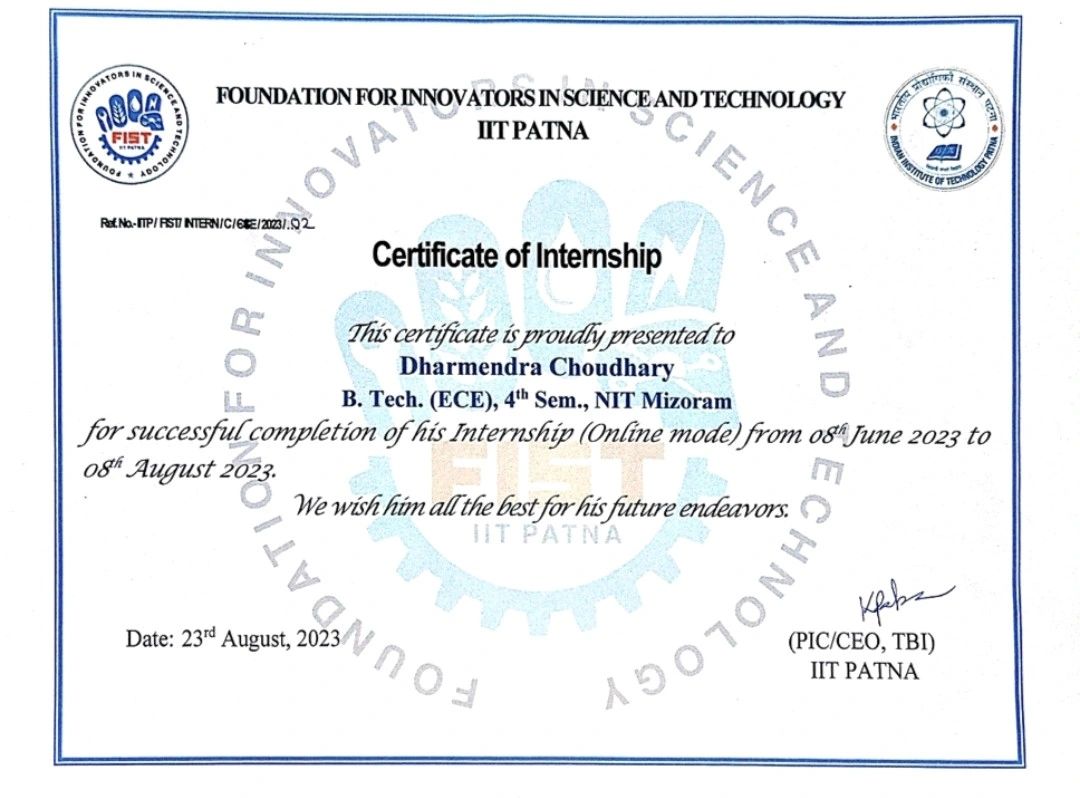 FOUNDATION FOR INNOVATORS IN SCIENCE AND TECHNOLOGY
FIST
IIT PATNA
FOUNDATION FOR INNOVATORS IN SCIENCE AND TECHNOLOGY
IIT PATNA
भारतीय प्रौद्योगिकी संस्थान पटना
INDIAN INSTITUTE OF TECHNOLOGY PATNA
Ref. No.-IITP/ FIST/ INTERN/C/ /2023/.02
Certificate of Internship
This certificate is proudly presented to
Dharmendra Choudhary
B. Tech. (ECE), 4th Sem., NIT Mizoram
for successful completion of his Internship (Online mode) from 08th June 2023 to
08th August 2023.
We wish him all the best for his future endeavors.
FOUNDATION FOR INNOVATORS IN SCIENCE AND TECHNOLOGY
FIST
IIT PATNA
Date: 23rd August, 2023
(PIC/CEO, TBI)
IIT PATNA